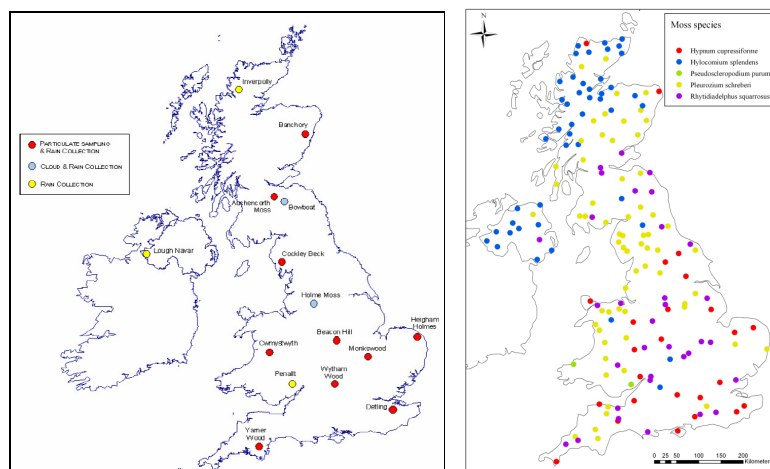 Inverpolly
Banchory
PARTICULATE SAMPLING
& RAIN COLLECTION
CLOUD & RAIN COLLECTION
RAIN COLLECTION
Auchencorth
Moss
Bowbeat
Lough Navar
Cockley Beck
Holme Moss
Beacon Hill
Heigham
Holmes
Cwmystwyth
Monkswood
Penallt
Wytham
Wood
Detling
Yarner
Wood
N
Moss species
Hypnum cupressiforme
Hylocomium splendens
Pseudoscleropodium purum
Pleurozium schreberi
Rhytidiadelphus squarrosus
0 25 50 100 150 200
Kilometer